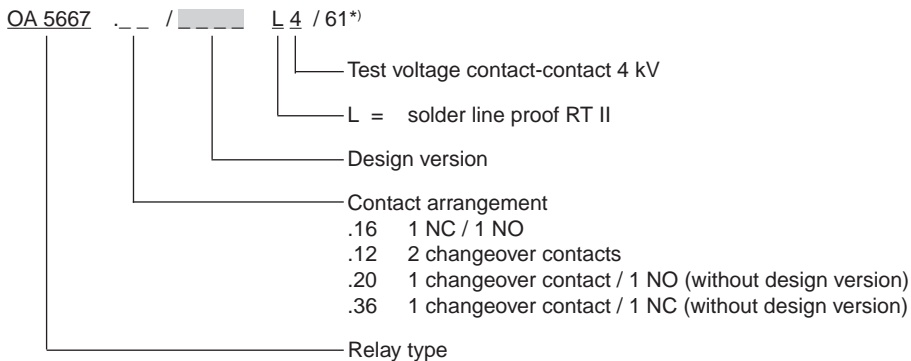 OA 5667 ._ _ / _ _ _ _ L 4 / 61*)
Test voltage contact-contact 4 kV
L = solder line proof RT II
Design version
Contact arrangement
.16 1 NC / 1 NO
.12 2 changeover contacts
.20 1 changeover contact / 1 NO (without design version)
.36 1 changeover contact / 1 NC (without design version)
Relay type